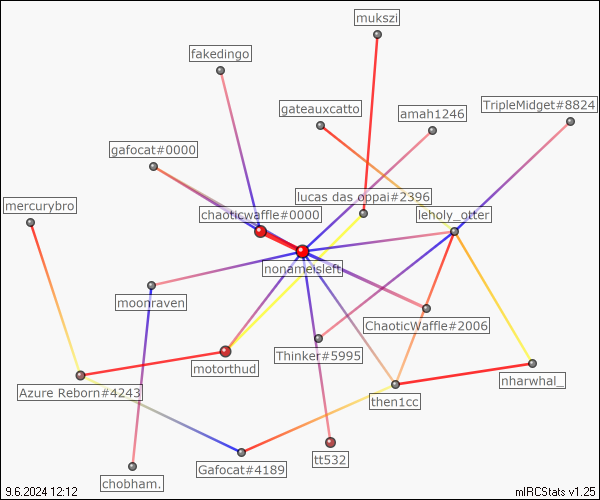 mukszi
fakedingo
TripleMidget#8824
gateauxcatto
amah1246
gafocat#0000
lucas das oppai#2396
mercurybro
chaoticwaffle#0000
leholy_otter
nonameisleft
moonraven
ChaoticWaffle#2006
Thinker#5995
motorthud
nharwhal_
Azure Reborn#4243
then1cc
tt532
Gafocat#4189
chobham.
9.6.2024 12:12
mIRCStats v1.25